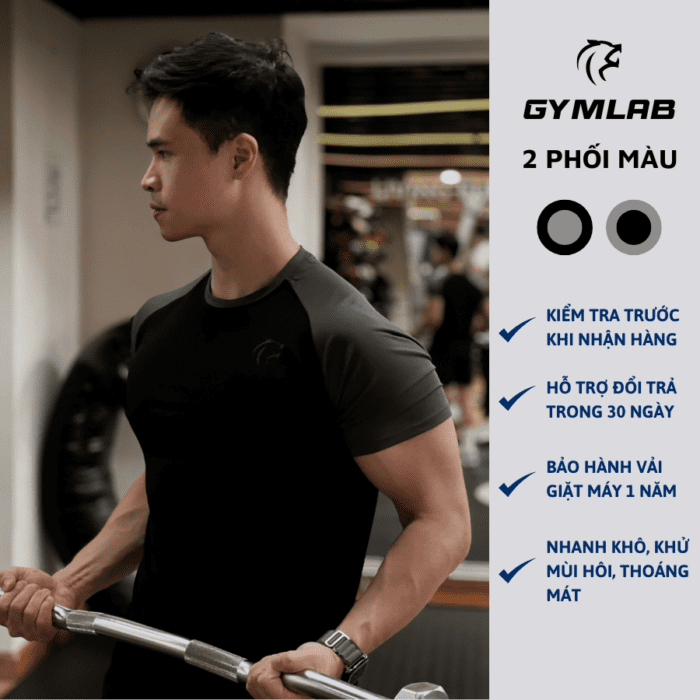 GYMLAB
2 PHỐI MÀU
KIỂM TRA TRƯỚC
KHI NHẬN HÀNG
HỖ TRỢ ĐỔI TRẢ
TRONG 30 NGÀY
BẢO HÀNH VẢI
GIẶT MÁY 1 NĂM
NHANH KHÔ, KHỬ
MÙI HÔI, THOÁNG
MÁT